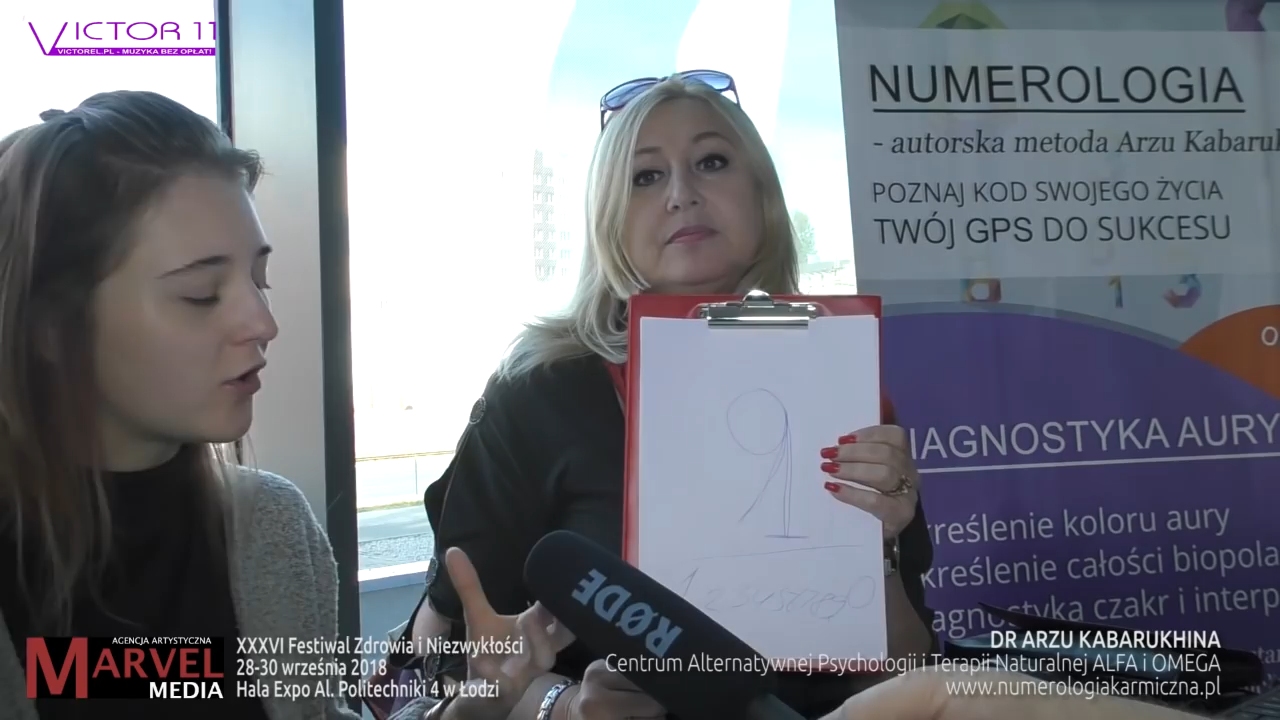 VICTOR 11
VICTOREL.PL - MUZYKA BEZ OPŁAT!
NUMEROLOGIA
- autorska metoda Arzu
POZNAJ KOD SWOJEGO ŻYCIA
TWÓJ GPS DO SUKCESU
9
IAGNOSTYKA AURY
kreślenie koloru aury
kreślenie całości biopola
agnostyka czakr i interp
RØDE
AGENCJA ARTYSTYCZNA
MARVEL
MEDIA
XXXVI Festiwal Zdrowia i Niezwykłości
28-30 września 2018
Hala Expo Al. Politechniki 4 w Łodzi
DR ARZU KABARUKHINA
Centrum Alternatywnej Psychologii i Terapii Naturalnej ALFA i OMEGA
www.numerologiakarmiczna.pl